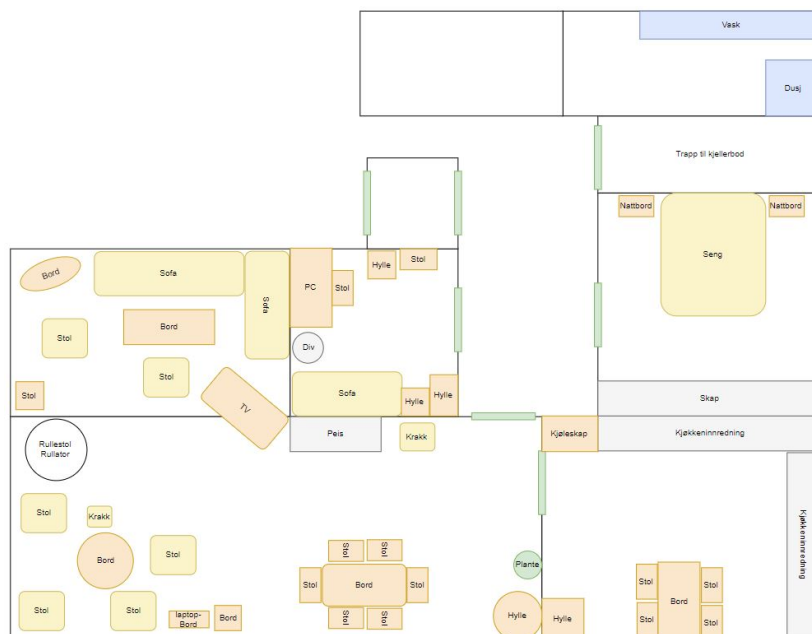 Vask
Dusj
Trapp til kjellerbod
Nattbord
Nattbord
Seng
Bord
Sofa
Sofa
PC
Stol
Hylle
Stol
Stol
Bord
Div
Stol
Stol
TV
Sofa
Hylle
Hylle
Skap
Rullestol
Rullator
Peis
Krakk
Kjøleskap
Kjøkkeninnredning
Kjøkkeninnredning
Stol
Krakk
Bord
Stol
Stol
Stol
laptop-
Bord
Bord
Stol
Stol
Stol
Bord
Stol
Stol
Stol
Plante
Hylle
Hylle
Stol
Bord
Stol
Stol
Stol